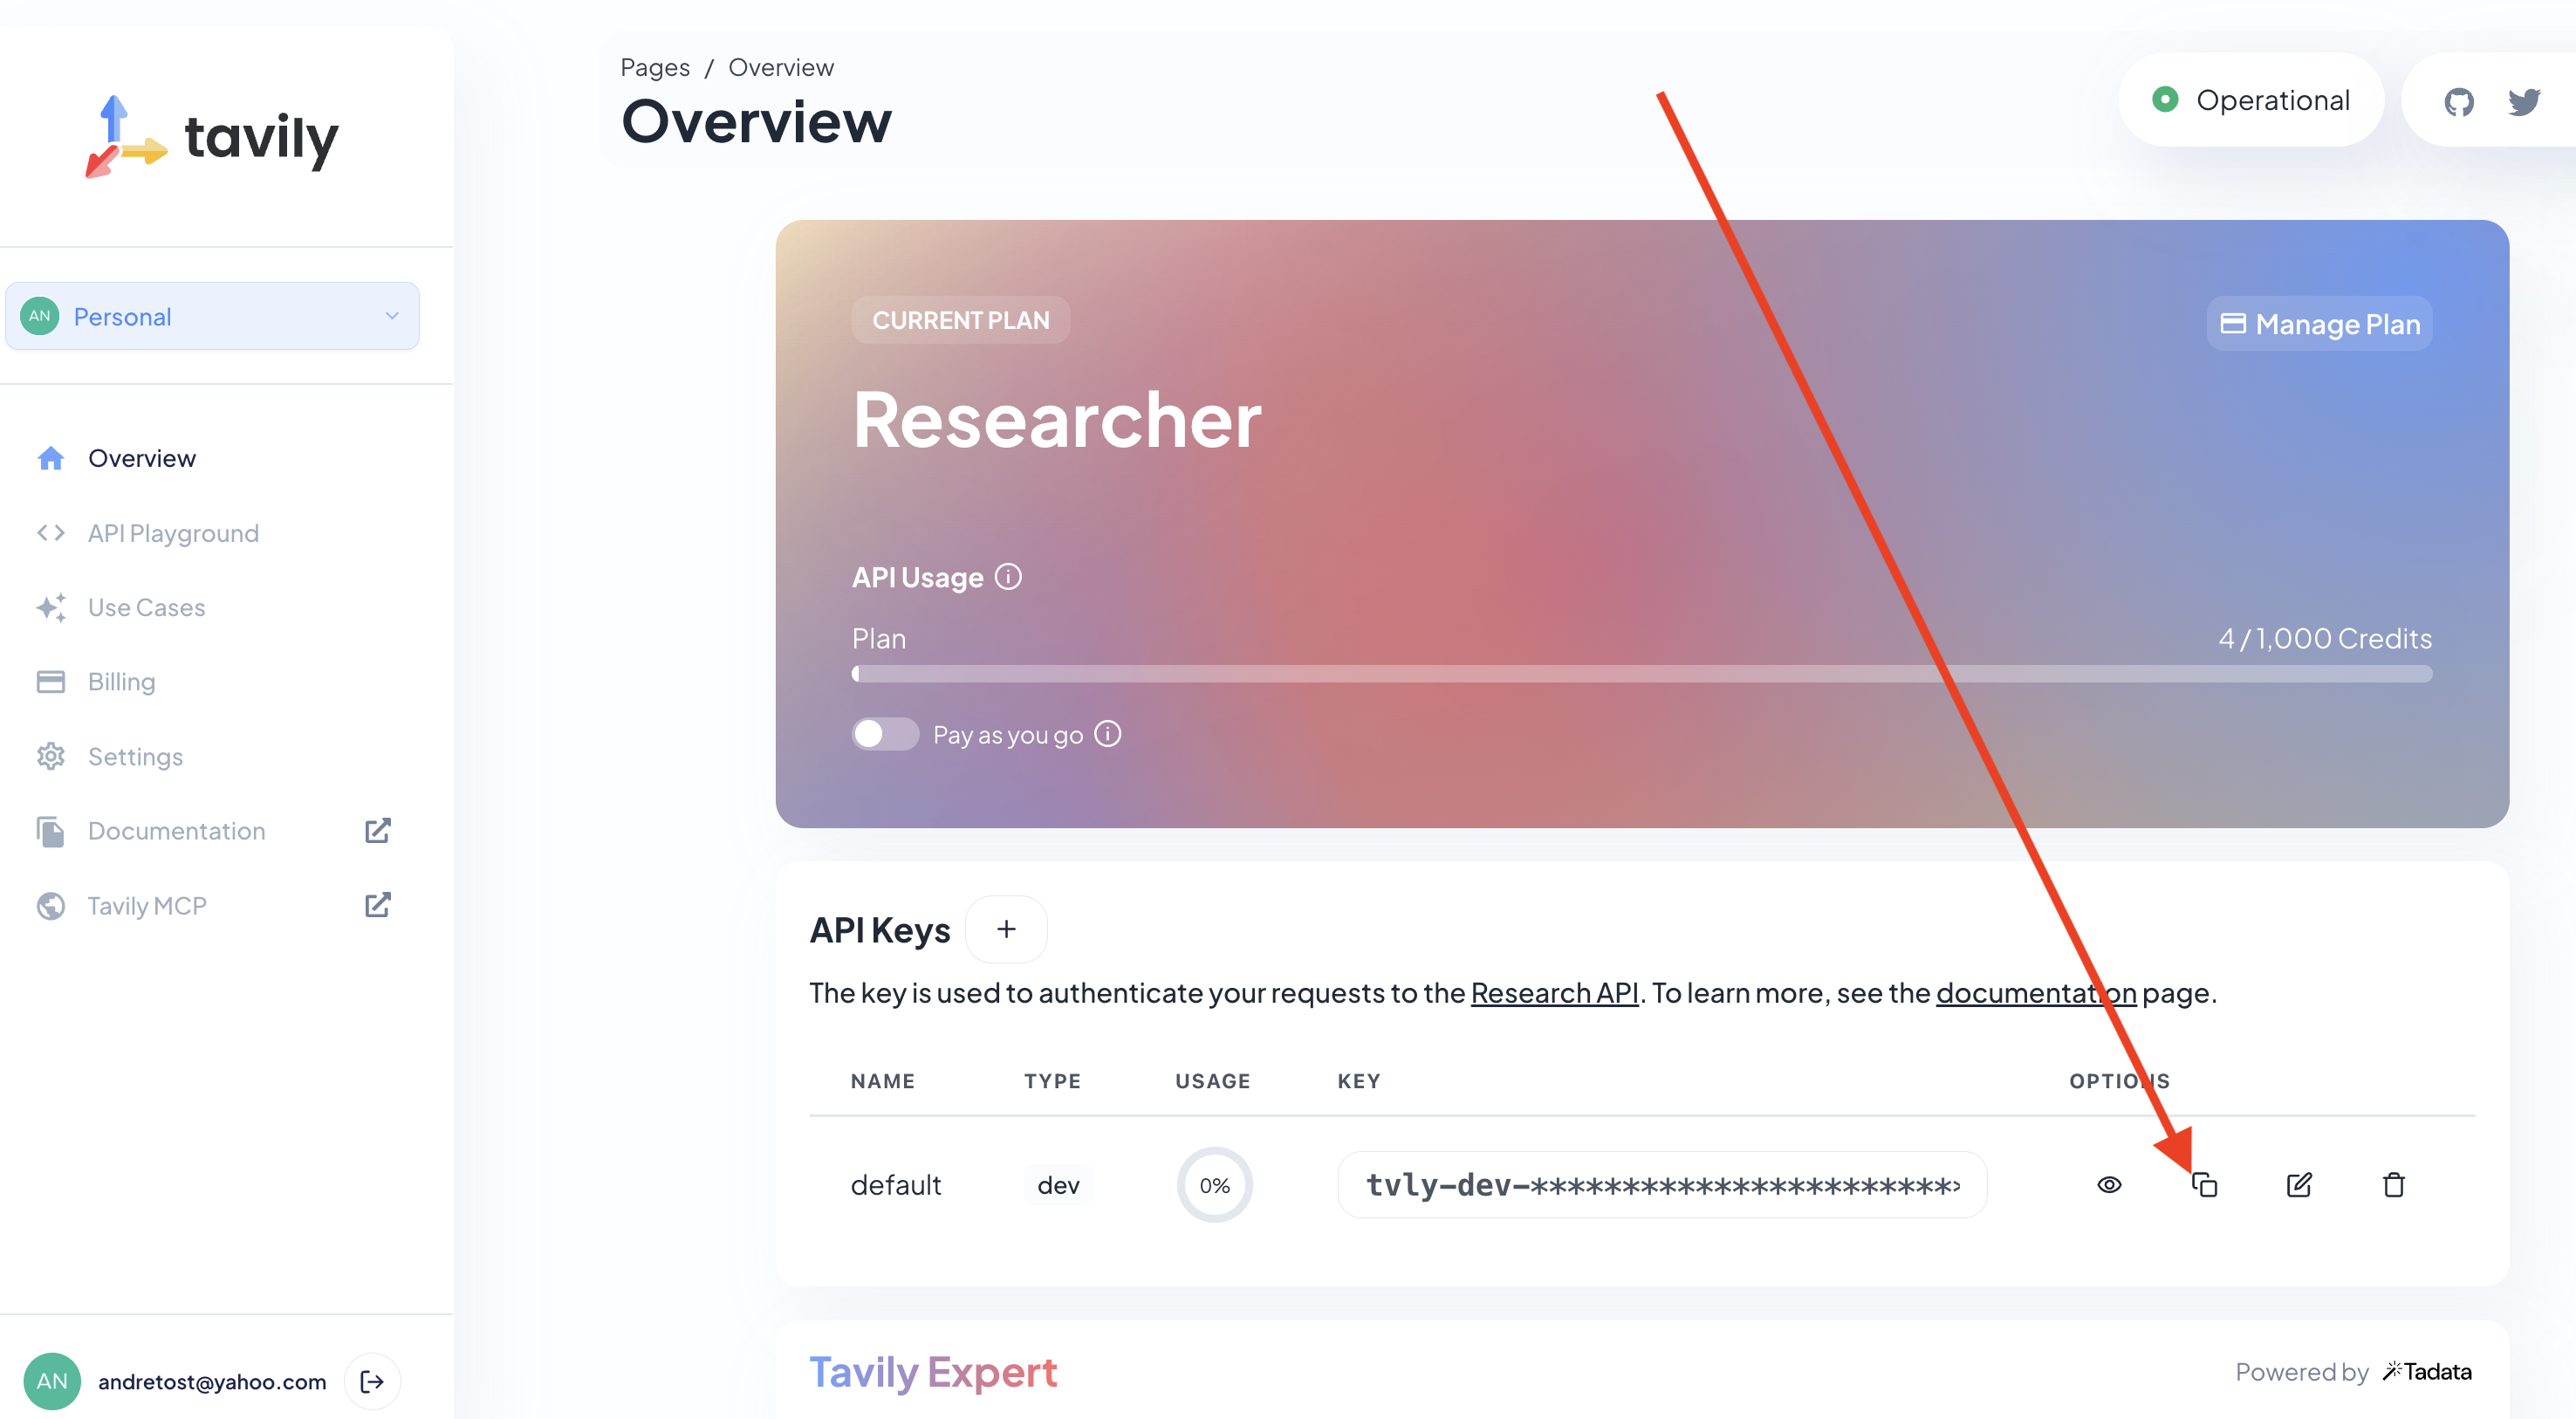 tavily
AN Personal
Overview
API Playground
Use Cases
Billing
Settings
Documentation
Tavily MCP
AN andretost@yahoo.com
Pages / Overview
Overview
Operational
CURRENT PLAN
Manage Plan
Researcher
API Usage
Plan
4 / 1,000 Credits
Pay as you go
API Keys +
The key is used to authenticate your requests to the Research API. To learn more, see the documentation page.
NAME TYPE USAGE KEY OPTIONS
default dev 0% tvly-dev-************************
Tavily Expert
Powered by Tadata